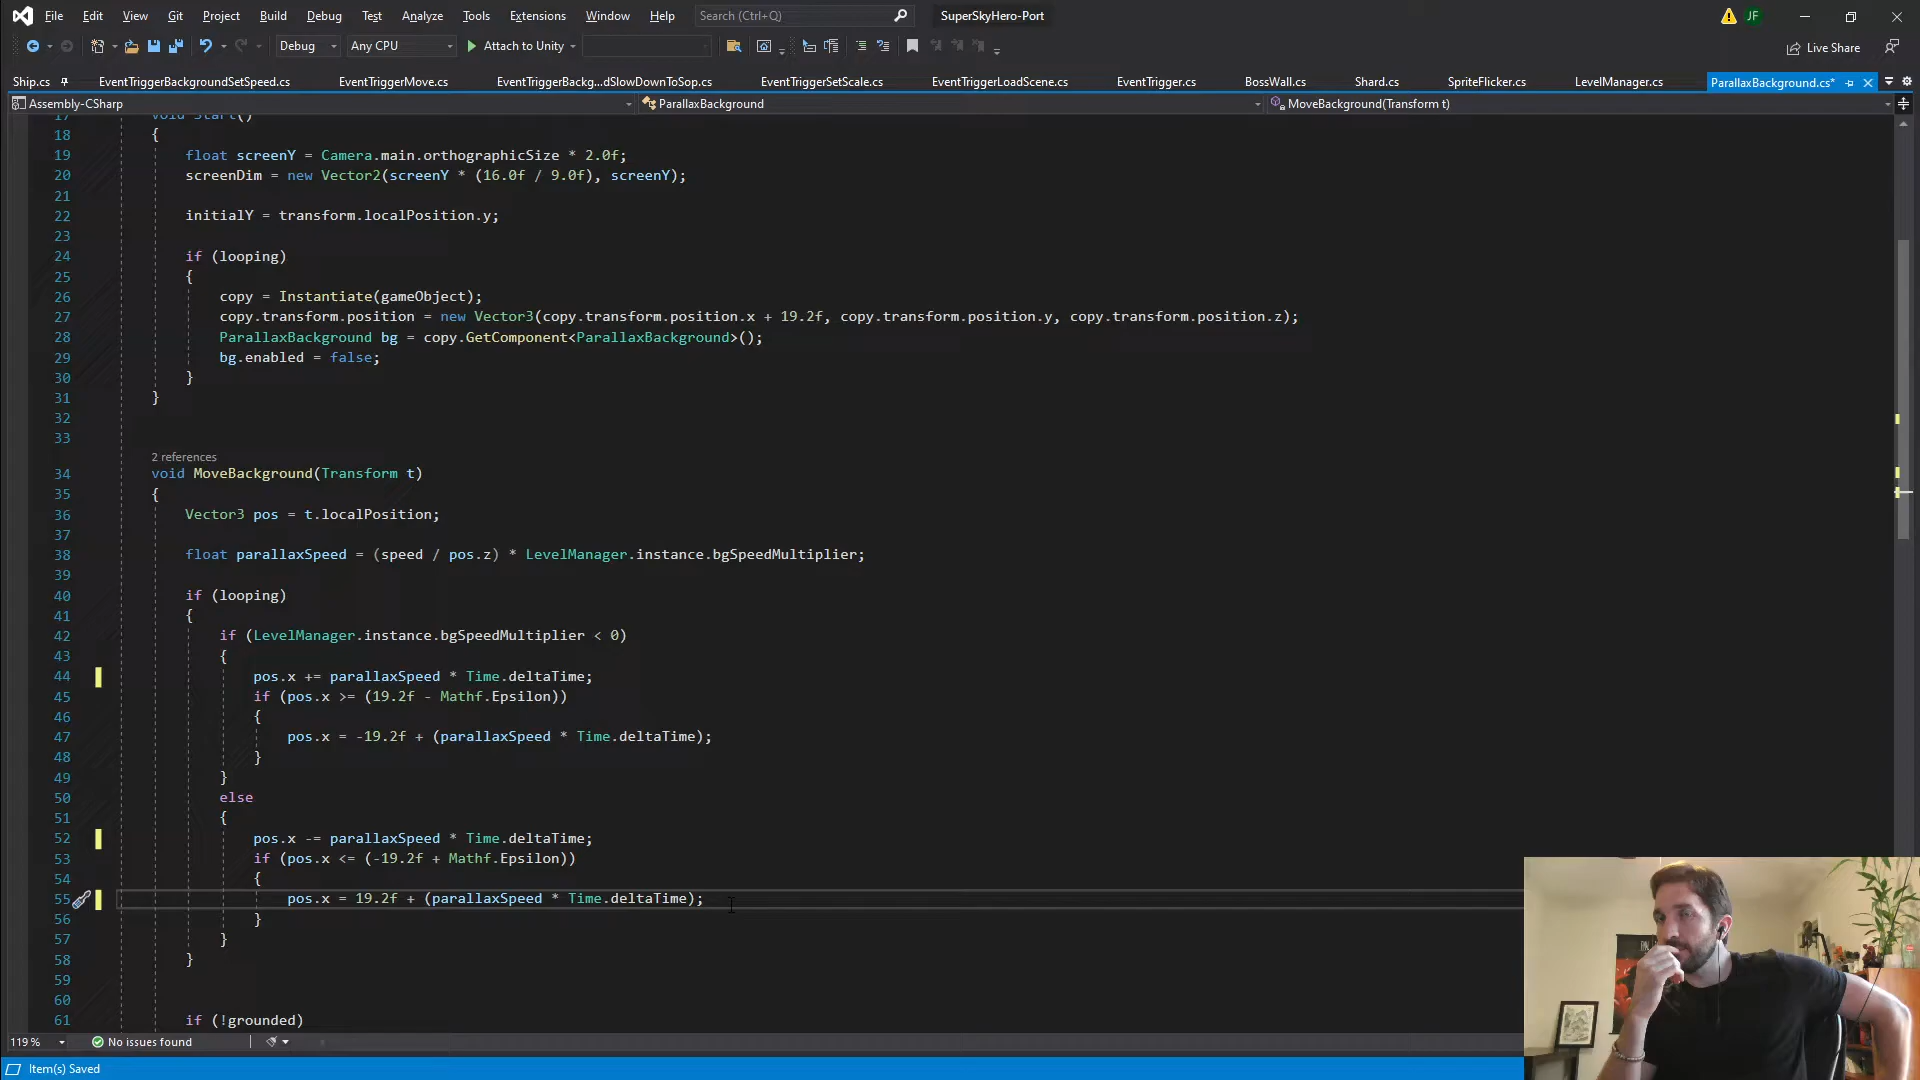 File Edit View Git Project Build Debug Test Analyze Tools Extensions Window Help Search (Ctrl+Q) SuperSkyHero-Port JF
Debug Any CPU Attach to Unity Live Share
Ship.cs EventTriggerBackgroundSetSpeed.cs EventTriggerMove.cs EventTriggerBackg...dSlowDownToSop.cs EventTriggerSetScale.cs EventTriggerLoadScene.cs EventTrigger.cs BossWall.cs Shard.cs SpriteFlicker.cs LevelManager.cs ParallaxBackground.cs*
Assembly-CSharp ParallaxBackground MoveBackground(Transform t)
17 void Start()
18 {
19 float screenY = Camera.main.orthographicSize * 2.0f;
20 screenDim = new Vector2(screenY * (16.0f / 9.0f), screenY);
21
22 initialY = transform.localPosition.y;
23
24 if (looping)
25 {
26 copy = Instantiate(gameObject);
27 copy.transform.position = new Vector3(copy.transform.position.x + 19.2f, copy.transform.position.y, copy.transform.position.z);
28 ParallaxBackground bg = copy.GetComponent<ParallaxBackground>();
29 bg.enabled = false;
30 }
31 }
32
33
2 references
34 void MoveBackground(Transform t)
35 {
36 Vector3 pos = t.localPosition;
37
38 float parallaxSpeed = (speed / pos.z) * LevelManager.instance.bgSpeedMultiplier;
39
40 if (looping)
41 {
42 if (LevelManager.instance.bgSpeedMultiplier < 0)
43 {
44 pos.x += parallaxSpeed * Time.deltaTime;
45 if (pos.x >= (19.2f - Mathf.Epsilon))
46 {
47 pos.x = -19.2f + (parallaxSpeed * Time.deltaTime);
48 }
49 }
50 else
51 {
52 pos.x -= parallaxSpeed * Time.deltaTime;
53 if (pos.x <= (-19.2f + Mathf.Epsilon))
54 {
55 pos.x = 19.2f + (parallaxSpeed * Time.deltaTime);
56 }
57 }
58 }
59
60
61 if (!grounded)
119 % No issues found
Item(s) Saved